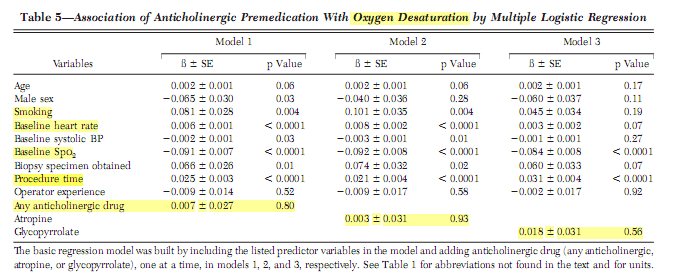 Table 5—Association of Anticholinergic Premedication With Oxygen Desaturation by Multiple Logistic Regression
Model 1 Model 2 Model 3
Variables ß ± SE p Value ß ± SE p Value ß ± SE p Value
Age 0.002 ± 0.001 0.06 0.002 ± 0.001 0.06 0.002 ± 0.001 0.17
Male sex −0.065 ± 0.030 0.03 −0.040 ± 0.036 0.28 −0.060 ± 0.037 0.11
Smoking 0.081 ± 0.028 0.004 0.101 ± 0.035 0.004 0.045 ± 0.034 0.19
Baseline heart rate 0.006 ± 0.001 < 0.0001 0.008 ± 0.002 < 0.0001 0.003 ± 0.002 0.07
Baseline systolic BP −0.002 ± 0.001 0.03 −0.003 ± 0.001 0.01 −0.001 ± 0.001 0.27
Baseline SpO₂ −0.091 ± 0.007 < 0.0001 −0.092 ± 0.008 < 0.0001 −0.084 ± 0.008 < 0.0001
Biopsy specimen obtained 0.066 ± 0.026 0.01 0.074 ± 0.032 0.02 0.060 ± 0.033 0.07
Procedure time 0.025 ± 0.003 < 0.0001 0.021 ± 0.004 < 0.0001 0.031 ± 0.004 < 0.0001
Operator experience −0.009 ± 0.014 0.52 −0.009 ± 0.017 0.58 −0.002 ± 0.017 0.92
Any anticholinergic drug 0.007 ± 0.027 0.80
Atropine 0.003 ± 0.031 0.93
Glycopyrrolate 0.018 ± 0.031 0.56
The basic regression model was built by including the listed predictor variables in the model and adding anticholinergic drug (any anticholinergic,
atropine, or glycopyrrolate), one at a time, in models 1, 2, and 3, respectively. See Table 1 for abbreviations not found in the text and for units.